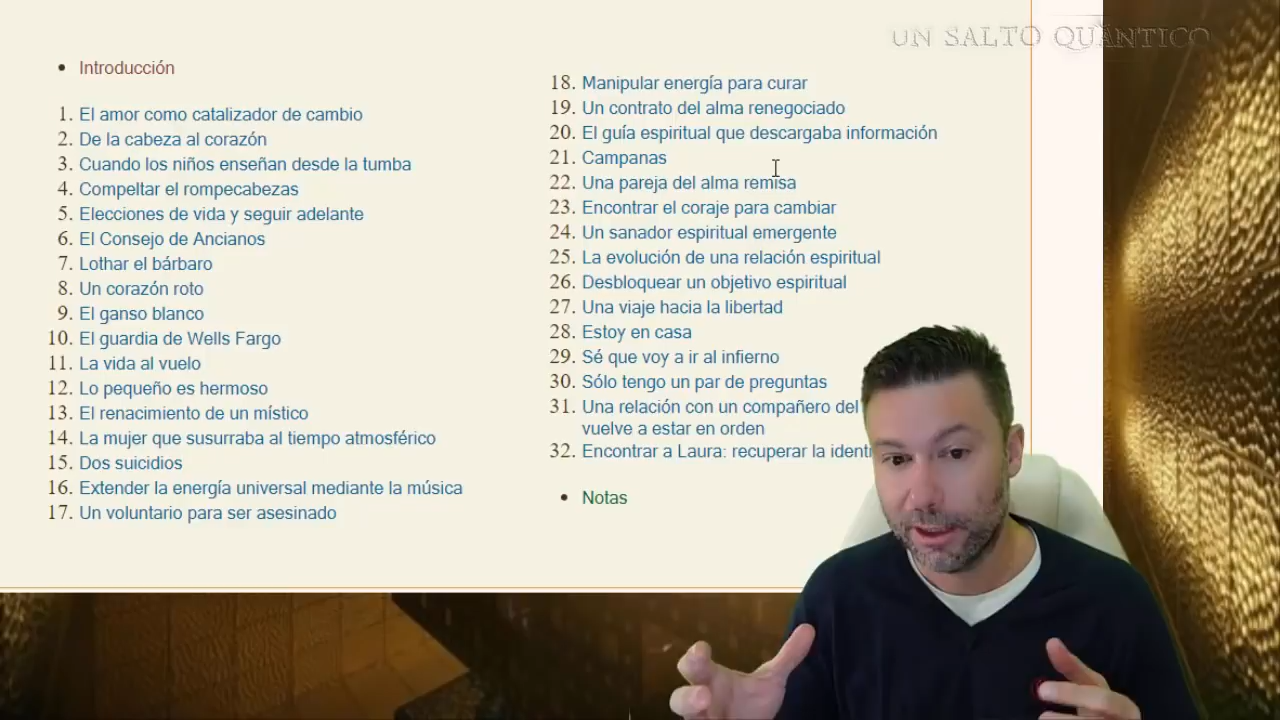 UN SALTO QUÄNTICO
• Introducción
1. El amor como catalizador de cambio
2. De la cabeza al corazón
3. Cuando los niños enseñan desde la tumba
4. Compeltar el rompecabezas
5. Elecciones de vida y seguir adelante
6. El Consejo de Ancianos
7. Lothar el bárbaro
8. Un corazón roto
9. El ganso blanco
10. El guardia de Wells Fargo
11. La vida al vuelo
12. Lo pequeño es hermoso
13. El renacimiento de un místico
14. La mujer que susurraba al tiempo atmosférico
15. Dos suicidios
16. Extender la energía universal mediante la música
17. Un voluntario para ser asesinado
18. Manipular energía para curar
19. Un contrato del alma renegociado
20. El guía espiritual que descargaba información
21. Campanas
22. Una pareja del alma remisa
23. Encontrar el coraje para cambiar
24. Un sanador espiritual emergente
25. La evolución de una relación espiritual
26. Desbloquear un objetivo espiritual
27. Una viaje hacia la libertad
28. Estoy en casa
29. Sé que voy a ir al infierno
30. Sólo tengo un par de preguntas
31. Una relación con un compañero del
vuelve a estar en orden
32. Encontrar a Laura: recuperar la
• Notas